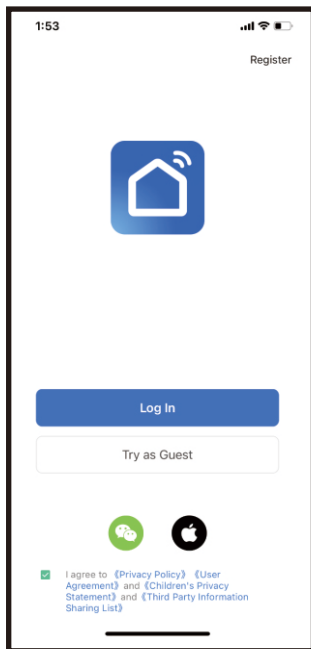 1:53
Register
Log In
Try as Guest
I agree to 《Privacy Policy》 《User
Agreement》 and 《Children's Privacy
Statement》 and 《Third Party Information
Sharing List》